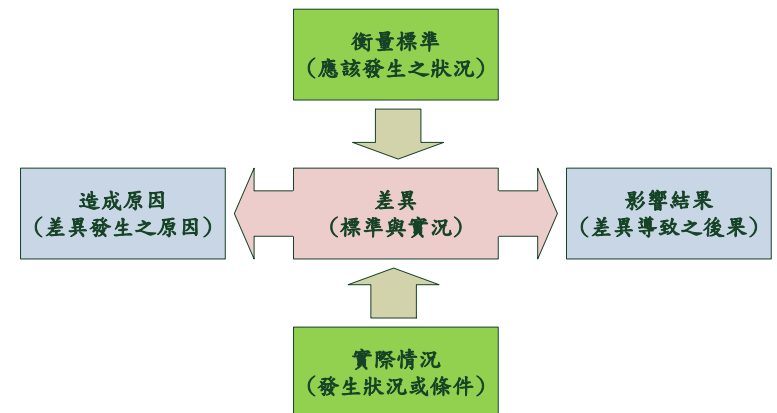 衡量標準
(應該發生之狀況)
造成原因
(差異發生之原因)
差異
(標準與實況)
影響結果
(差異導致之後果)
實際情況
(發生狀況或條件)